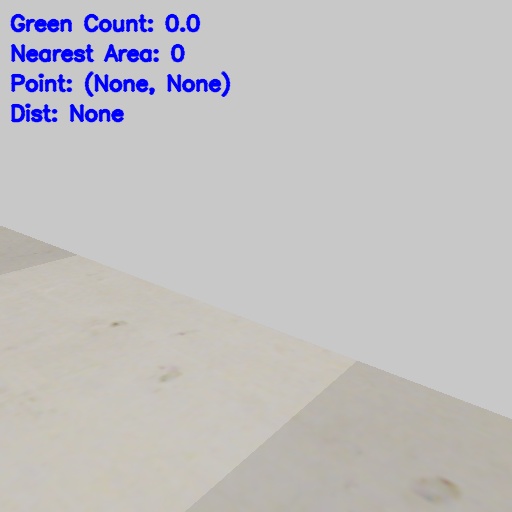 Green Count: 0.0
Nearest Area: 0
Point: (None, None)
Dist: None